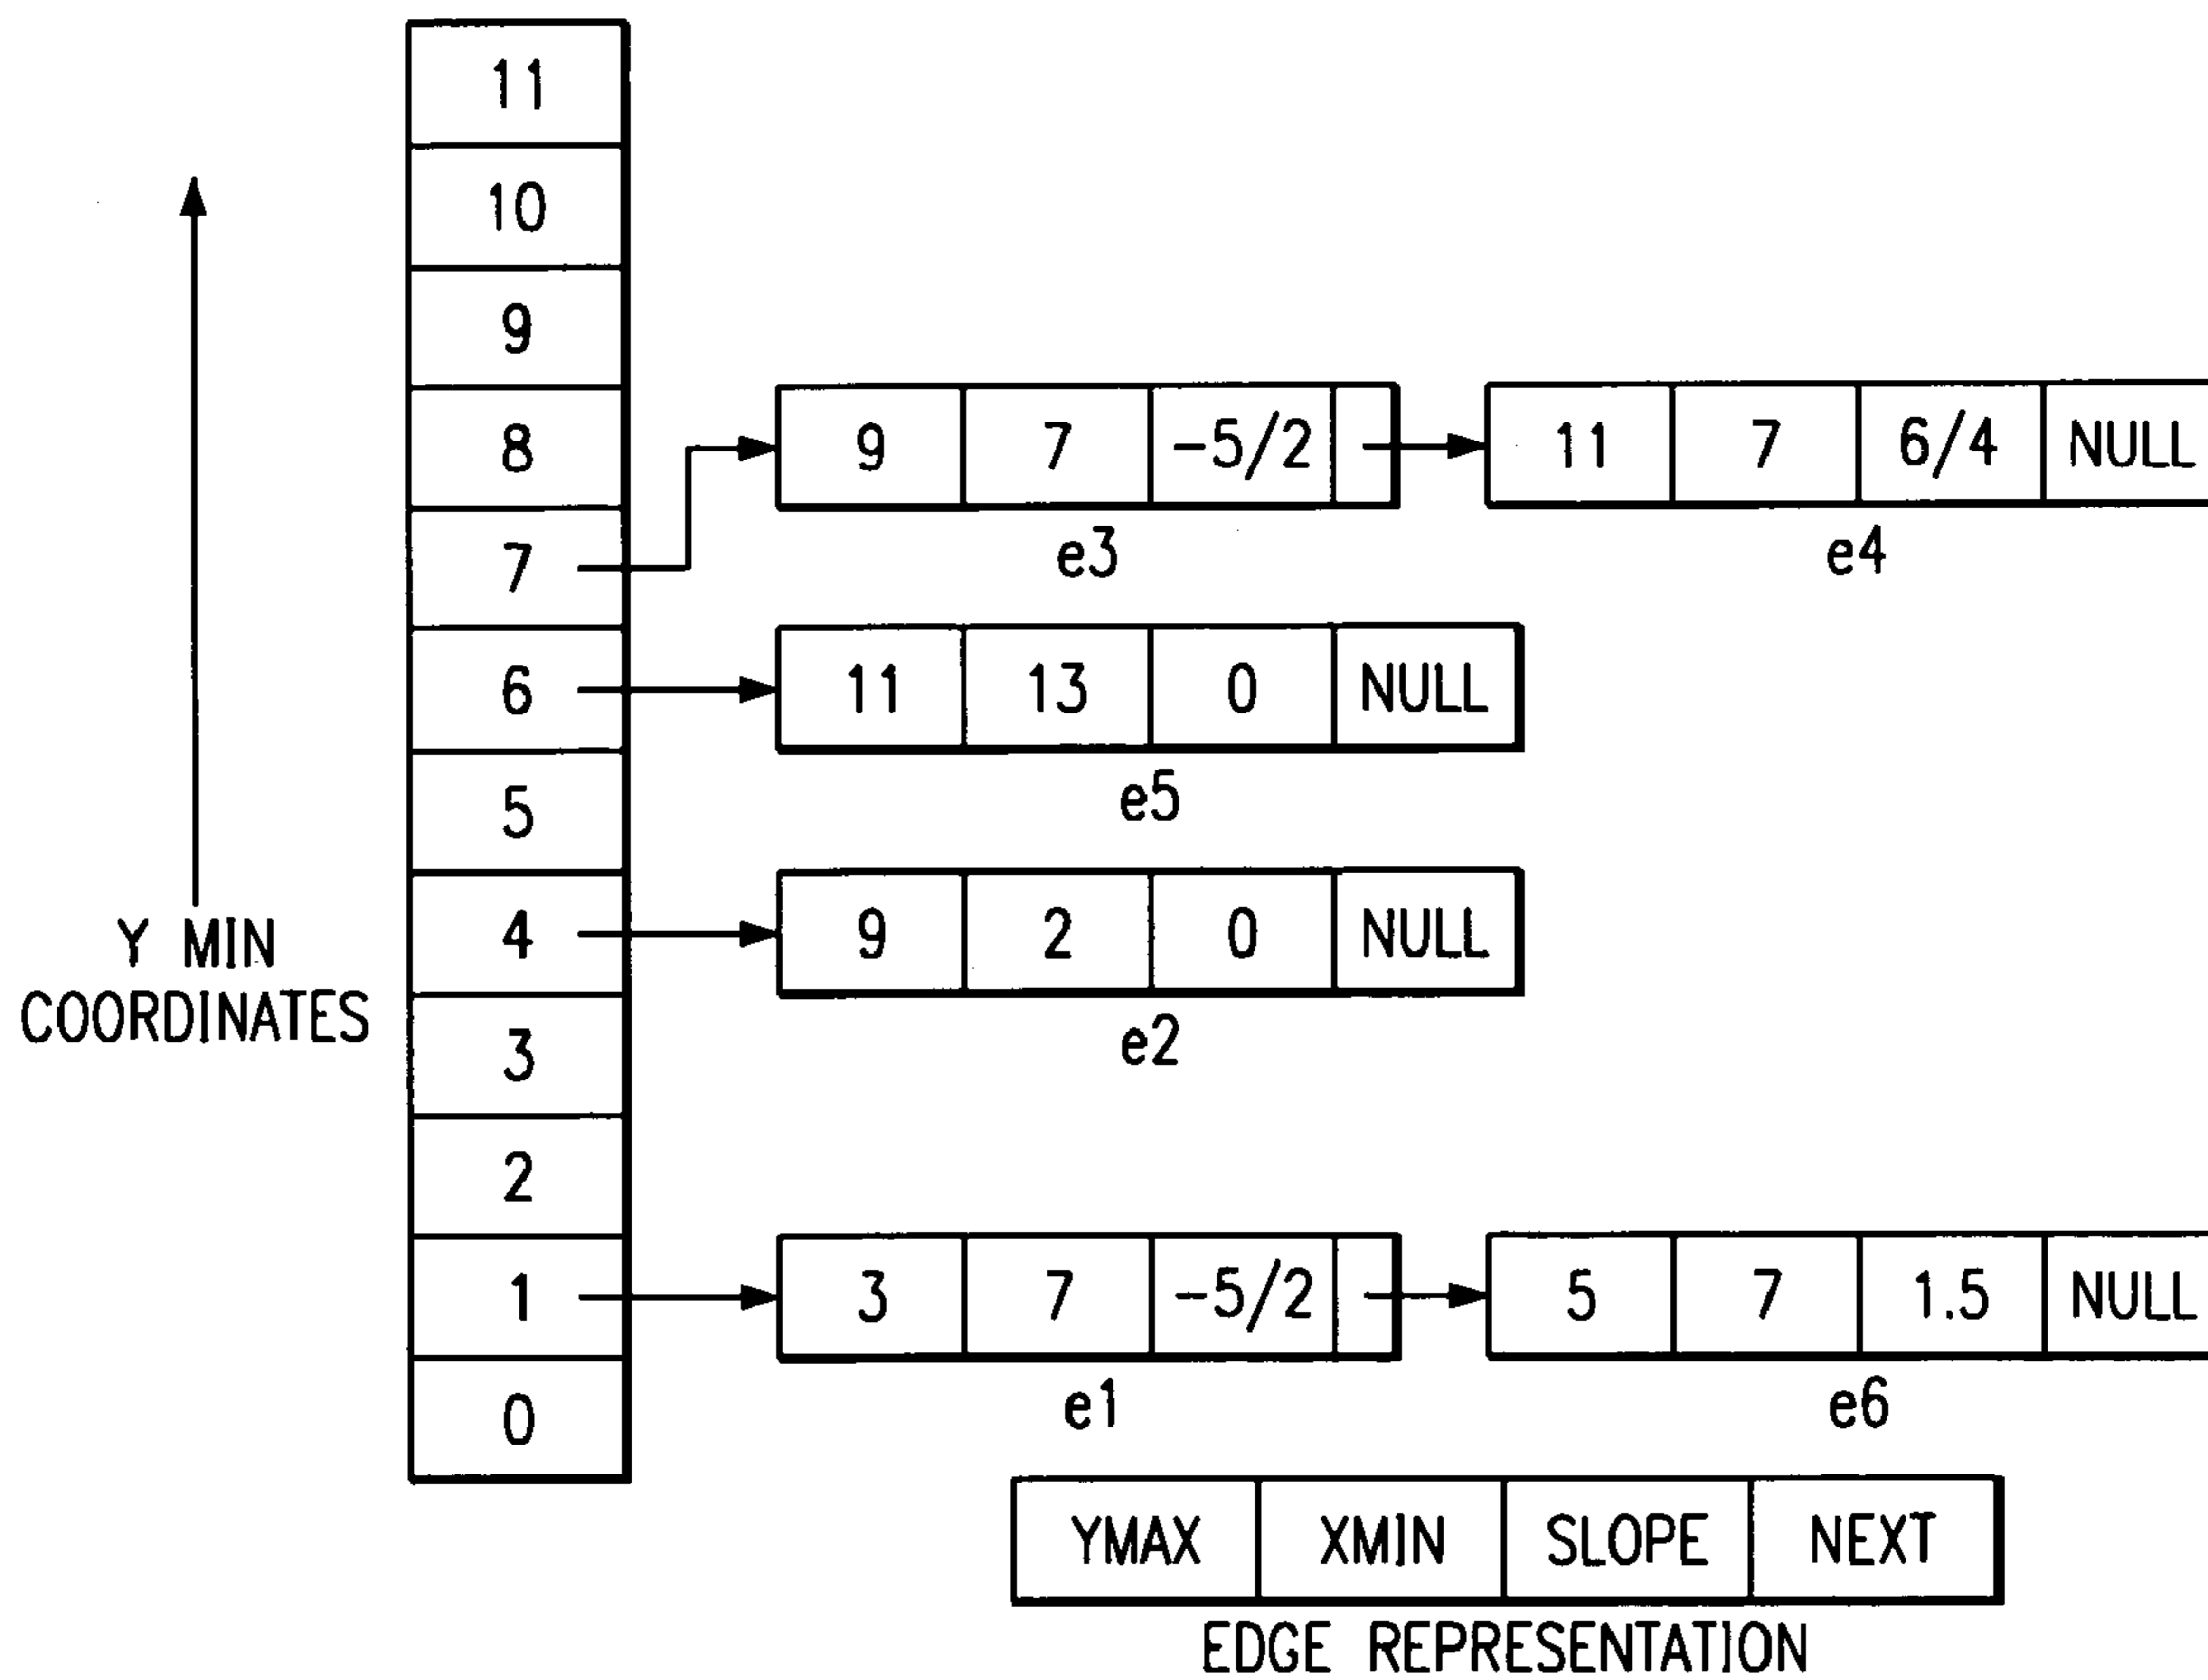 11
10
9
8
9 7 -5/2
11 7 6/4 NULL
7
e3
e4
6
11 13 0 NULL
5
e5
Y MIN
COORDINATES
4
9 2 0 NULL
3
e2
2
1
3 7 -5/2
5 7 1.5 NULL
0
e1
e6
YMAX XMIN SLOPE NEXT
EDGE REPRESENTATION